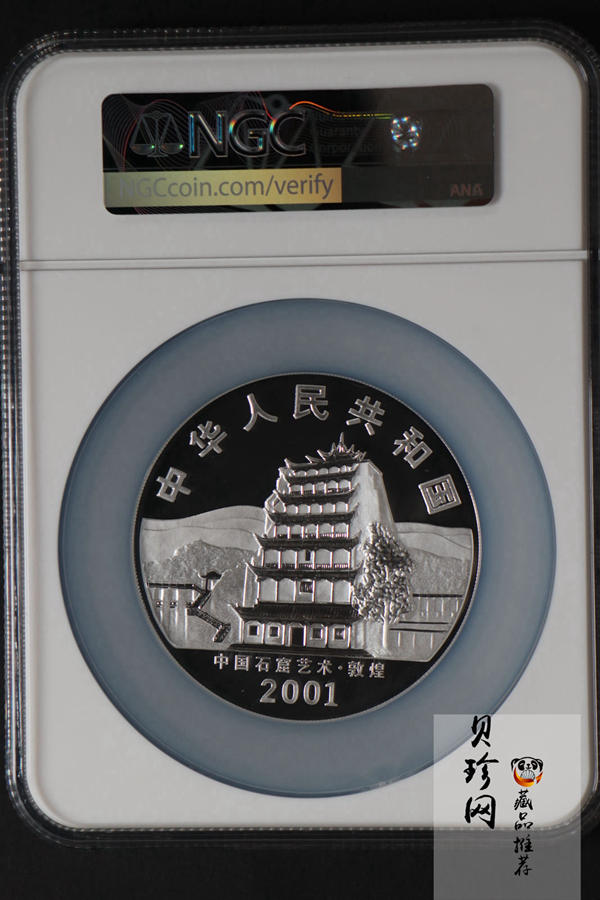 NGC
NGCcoin.com/verify
ANA
中华人民共和国
中国石窟艺术·敦煌
2001
贝珍网
藏品推荐